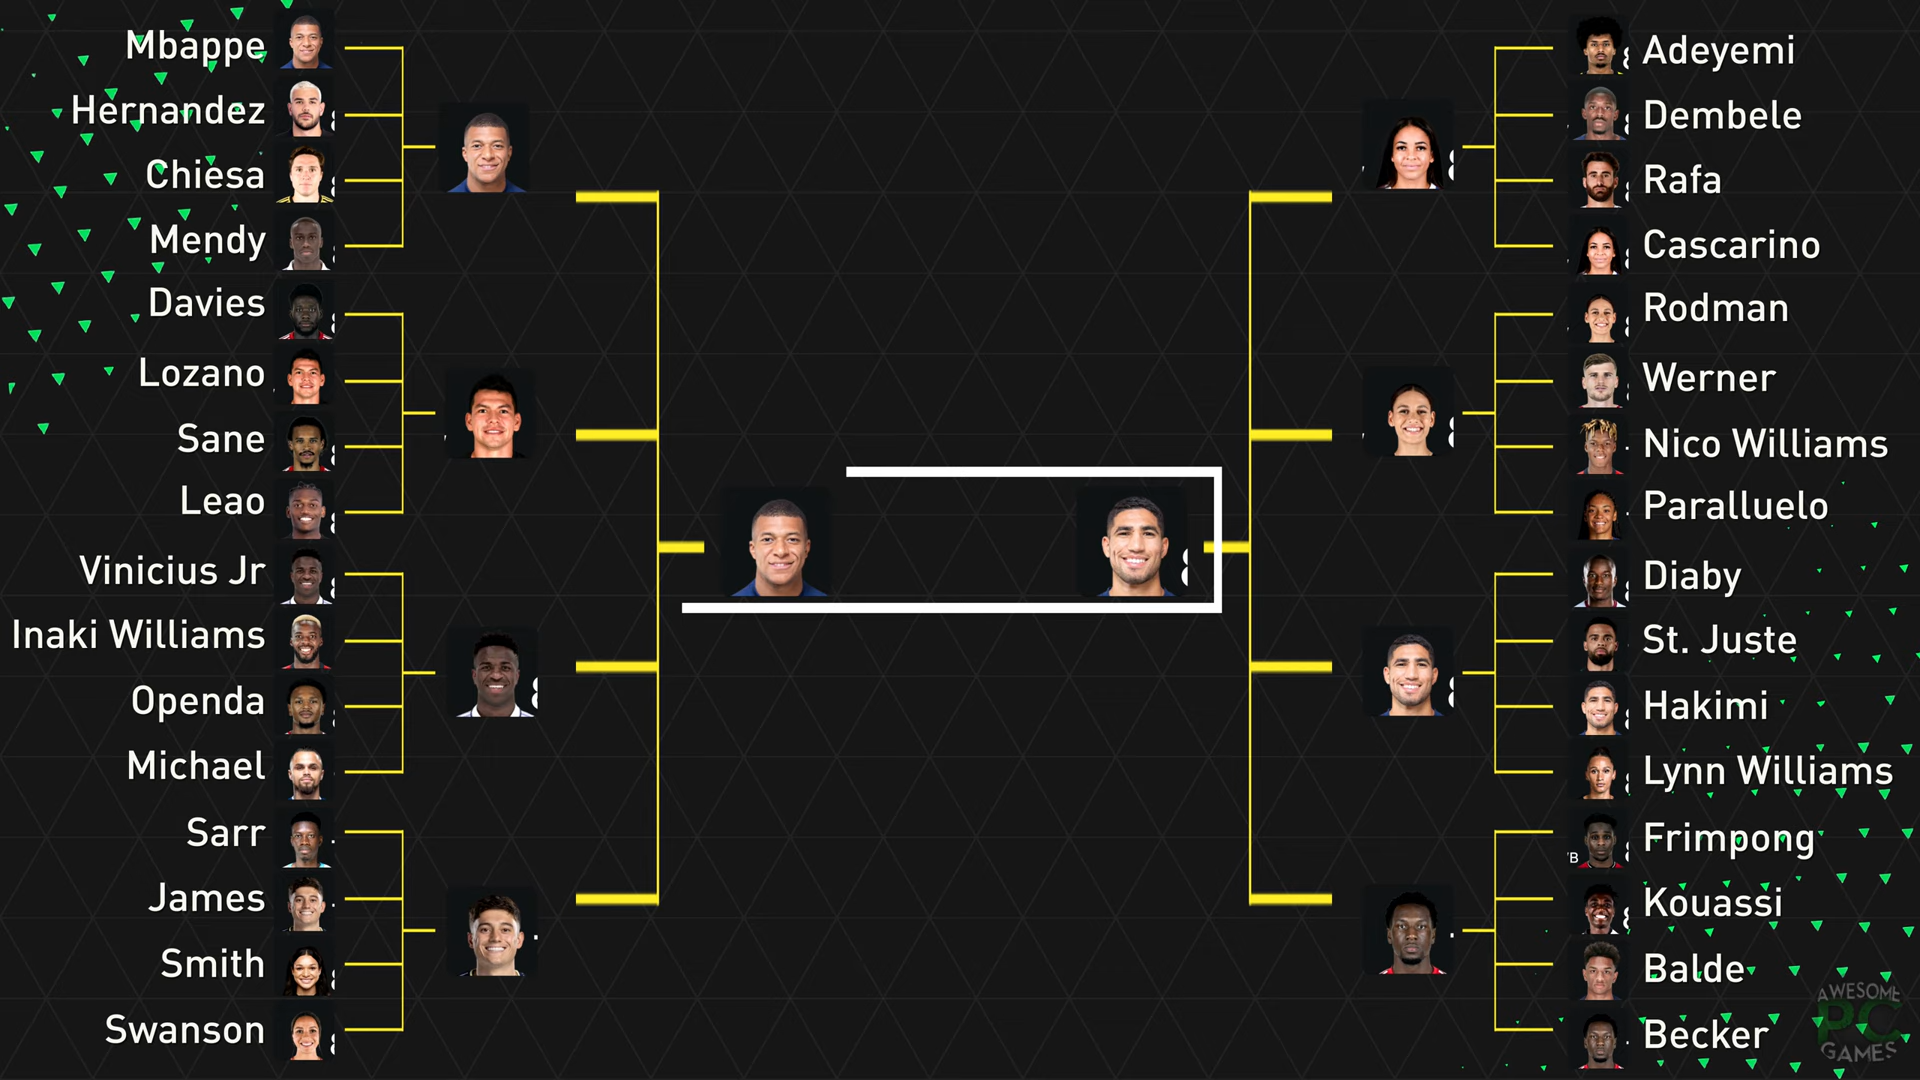 Mbappe
Hernandez
Chiesa
Mendy
Davies
Lozano
Sane
Leao
Vinicius Jr
Inaki Williams
Openda
Michael
Sarr
James
Smith
Swanson
Adeyemi
Dembele
Rafa
Cascarino
Rodman
Werner
Nico Williams
Paralluelo
Diaby
St. Juste
Hakimi
Lynn Williams
Frimpong
Kouassi
Balde
Becker
AWESOME
PC
GAMES